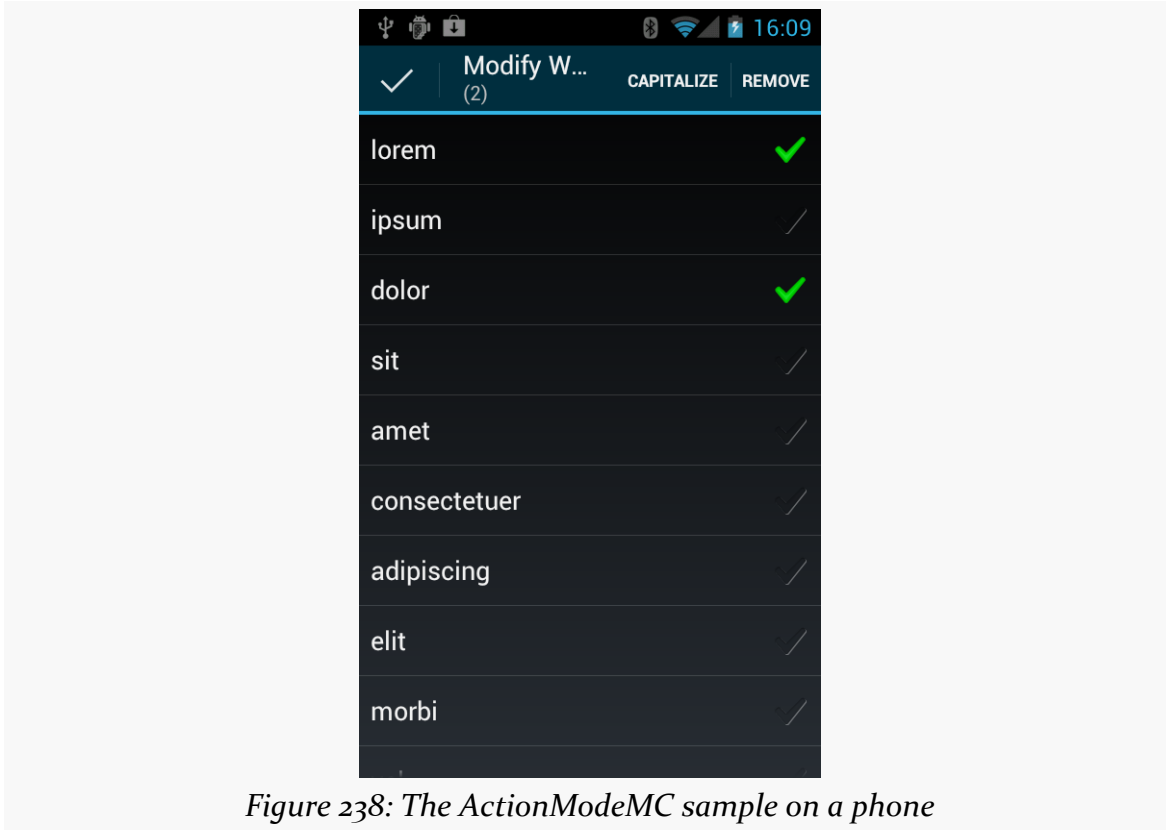 16:09
Modify W...
(2)
CAPITALIZE
REMOVE
lorem
ipsum
dolor
sit
amet
consectetuer
adipiscing
elit
morbi
Figure 238: The ActionModeMC sample on a phone